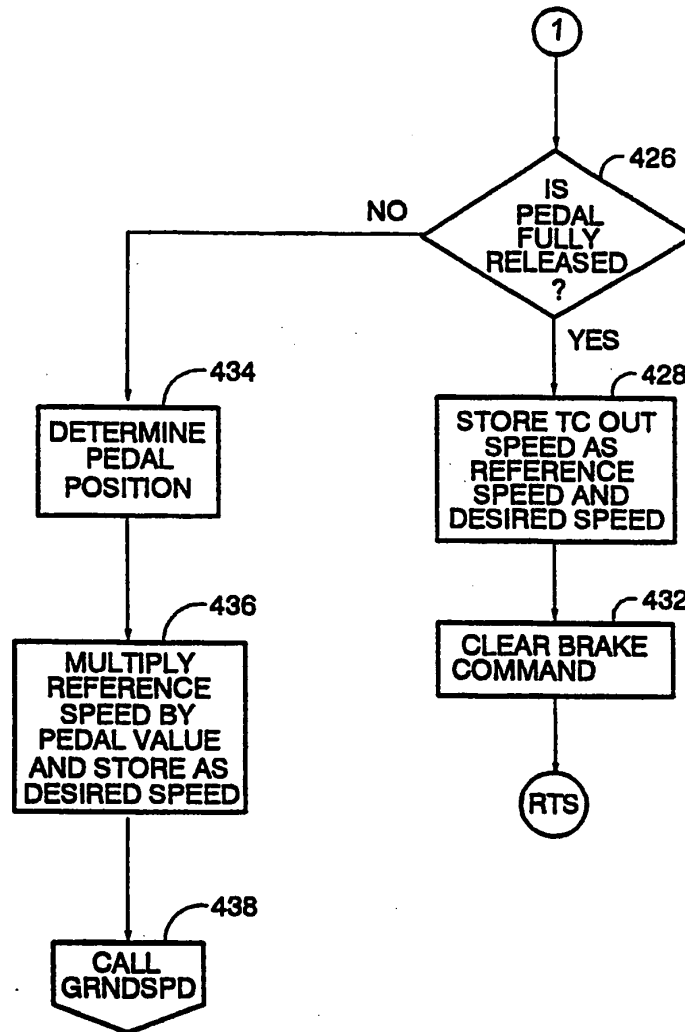 1
426
IS
PEDAL
FULLY
RELEASED
?
NO
YES
434
DETERMINE
PEDAL
POSITION
428
STORE TC OUT
SPEED AS
REFERENCE
SPEED AND
DESIRED SPEED
436
MULTIPLY
REFERENCE
SPEED BY
PEDAL VALUE
AND STORE AS
DESIRED SPEED
432
CLEAR BRAKE
COMMAND
RTS
438
CALL
GRNDSPD